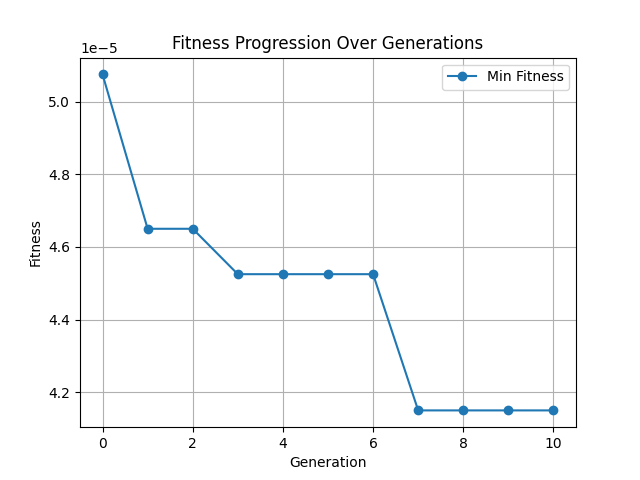 Fitness Progression Over Generations
1e−5
Min Fitness
5.0
4.8
4.6
4.4
4.2
Fitness
0 2 4 6 8 10
Generation